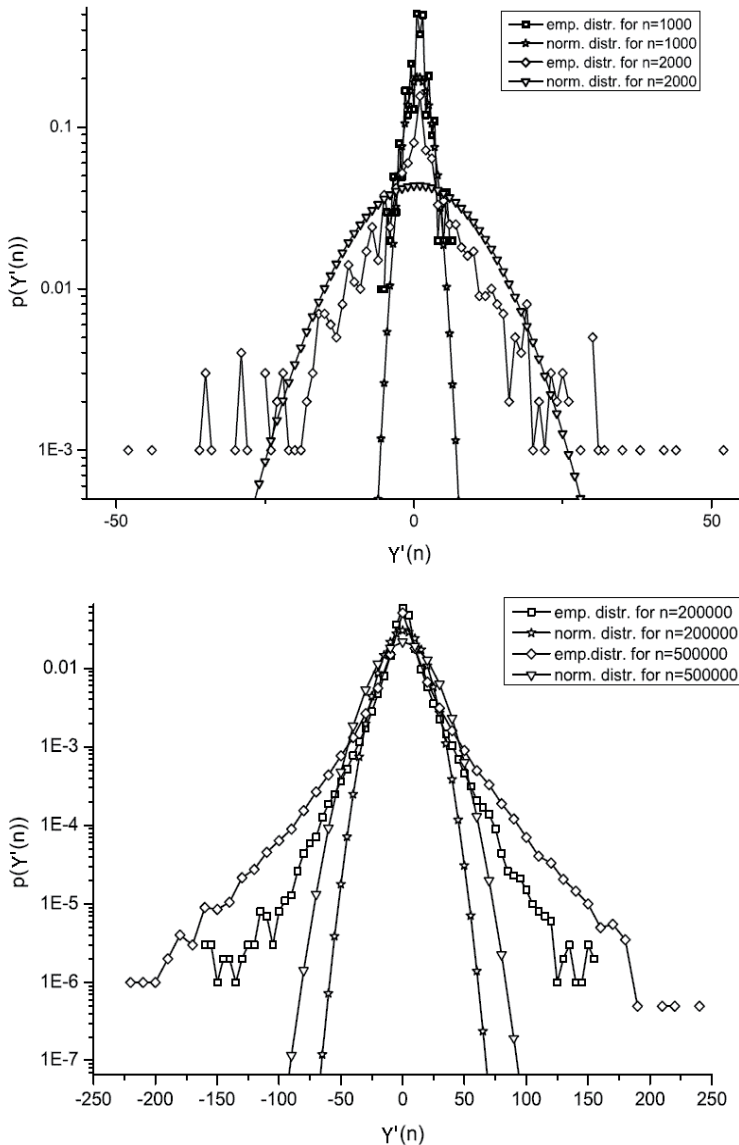 emp. distr. for n=1000
norm. distr. for n=1000
emp. distr. for n=2000
norm. distr. for n=2000
0.1
0.01
1E-3
p(Y'(n))
-50
0
50
Y'(n)
emp. distr. for n=200000
norm. distr. for n=200000
emp.distr. for n=500000
norm. distr. for n=500000
0.01
1E-3
1E-4
1E-5
1E-6
1E-7
p(Y'(n))
-250 -200 -150 -100 -50 0 50 100 150 200 250
Y'(n)